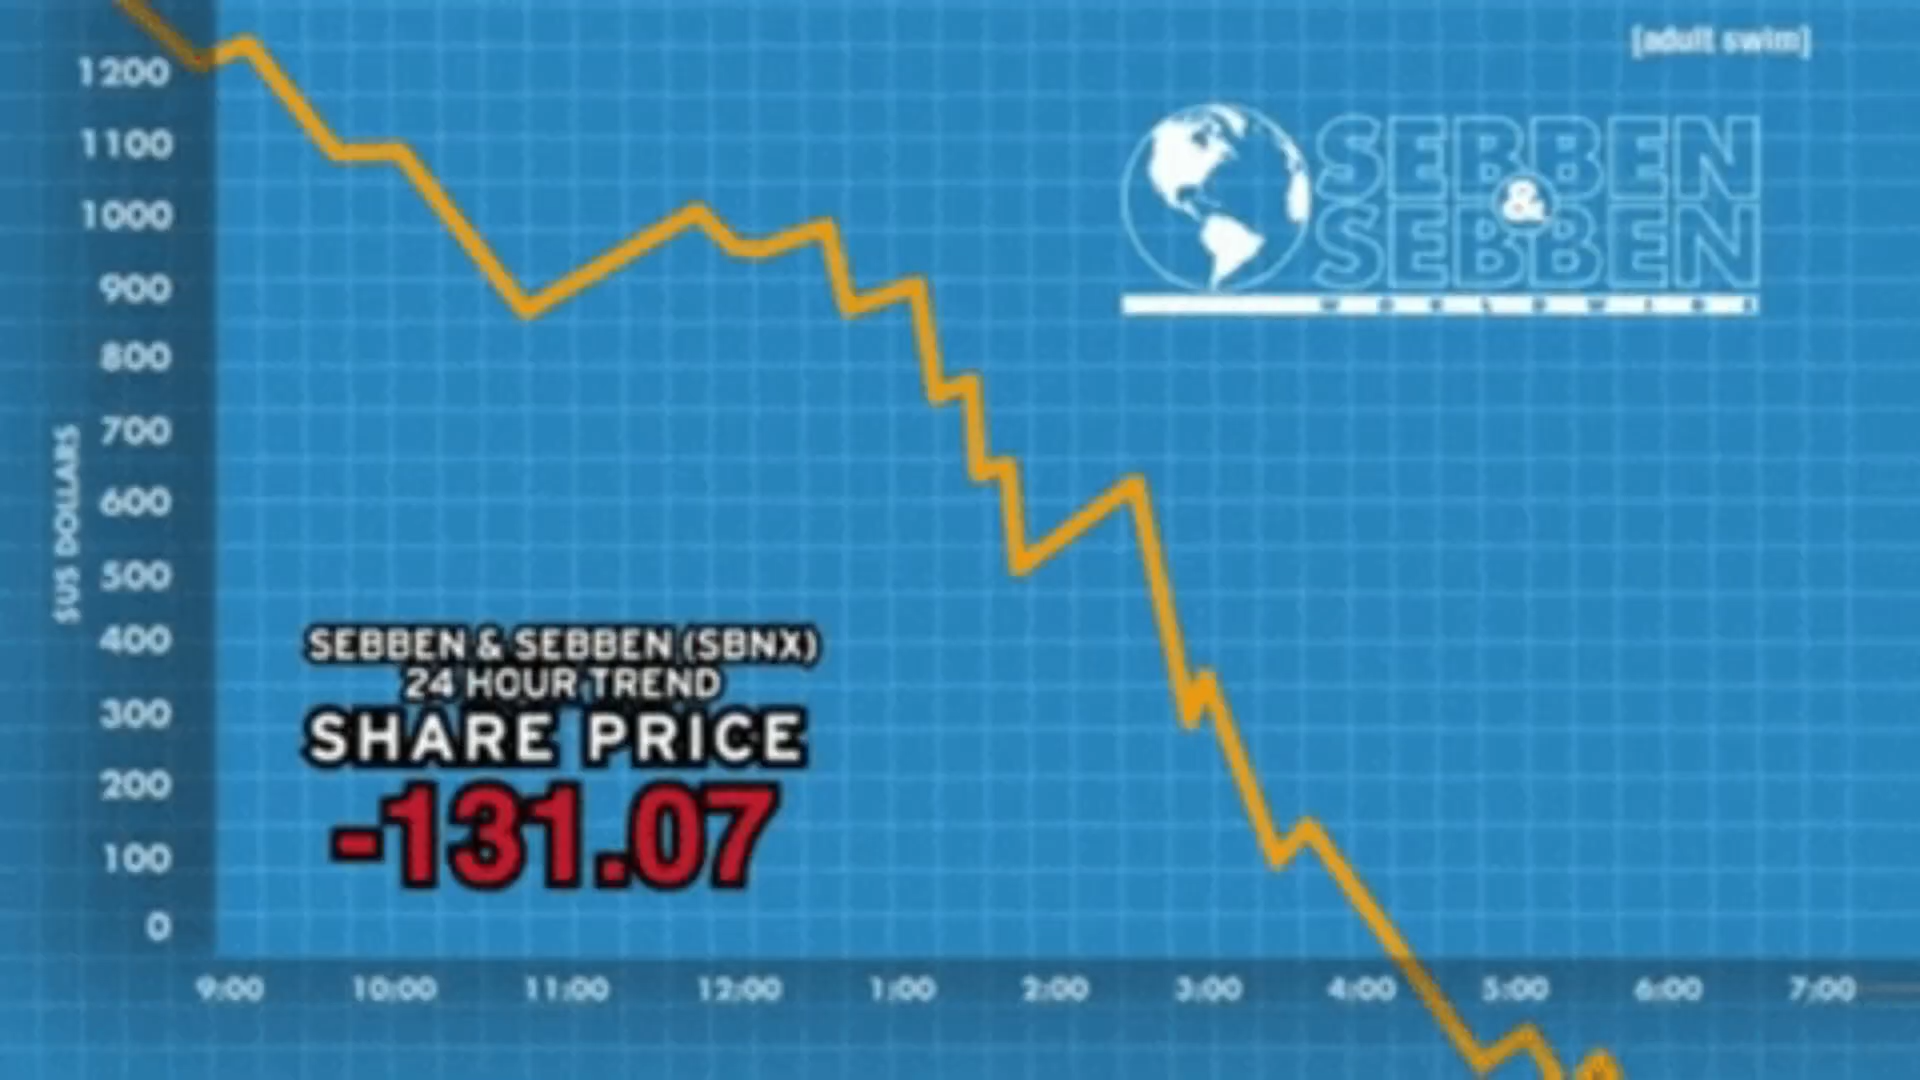 [adult swim]
SEBBEN
&
SEBBEN
WORLDWIDE
1200
1100
1000
900
800
700
600
500
400
300
200
100
0
$US DOLLARS
SEBBEN & SEBBEN (SBNX)
24 HOUR TREND
SHARE PRICE
-131.07
9:00 10:00 11:00 12:00 1:00 2:00 3:00 4:00 5:00 6:00 7:00